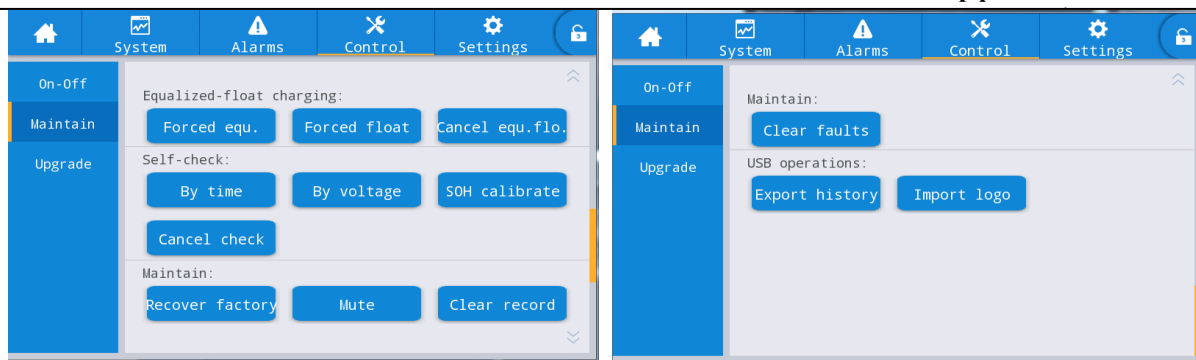 System Alarms Control Settings
On-Off
Maintain
Upgrade
Equalized-float charging:
Forced equ. Forced float Cancel equ.flo.
Self-check:
By time By voltage SOH calibrate
Cancel check
Maintain:
Recover factory Mute Clear record
System Alarms Control Settings
On-Off
Maintain
Upgrade
Maintain:
Clear faults
USB operations:
Export history Import logo